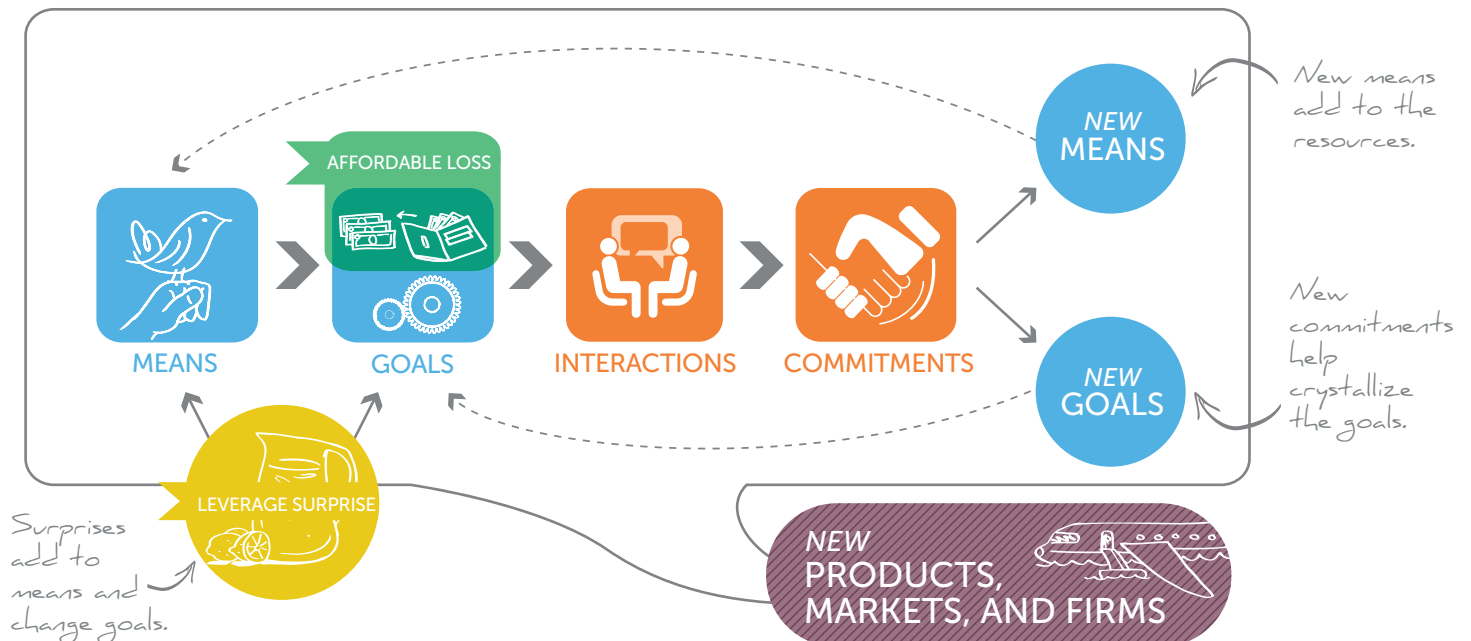 NEW
MEANS
New means
add to the
resources.
AFFORDABLE LOSS
MEANS
GOALS
INTERACTIONS
COMMITMENTS
NEW
GOALS
New
commitments
help
crystallize
the goals.
LEVERAGE SURPRISE
Surprises
add to
means and
change goals.
NEW
PRODUCTS,
MARKETS, AND FIRMS